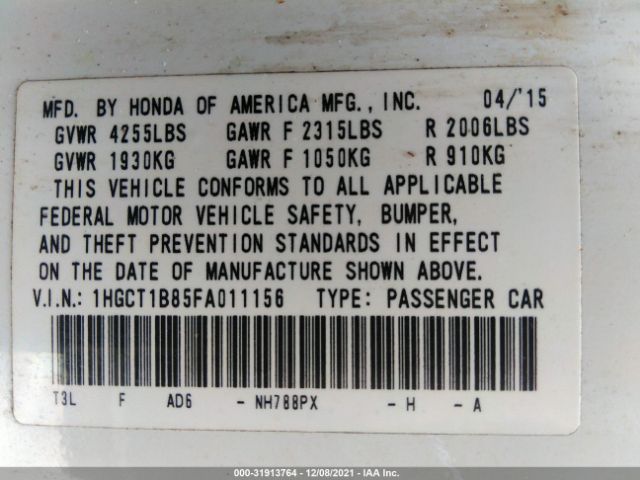 MFD. BY HONDA OF AMERICA MFG., INC. 04/'15
GVWR 4255LBS GAWR F 2315LBS R 2006LBS
GVWR 1930KG GAWR F 1050KG R 910KG
THIS VEHICLE CONFORMS TO ALL APPLICABLE
FEDERAL MOTOR VEHICLE SAFETY, BUMPER,
AND THEFT PREVENTION STANDARDS IN EFFECT
ON THE DATE OF MANUFACTURE SHOWN ABOVE.
V.I.N.: 1HGCT1B85FA011156 TYPE: PASSENGER CAR
T3L F AD6 - NH788PX - H - A
000-31913764 - 12/08/2021 - IAA Inc.